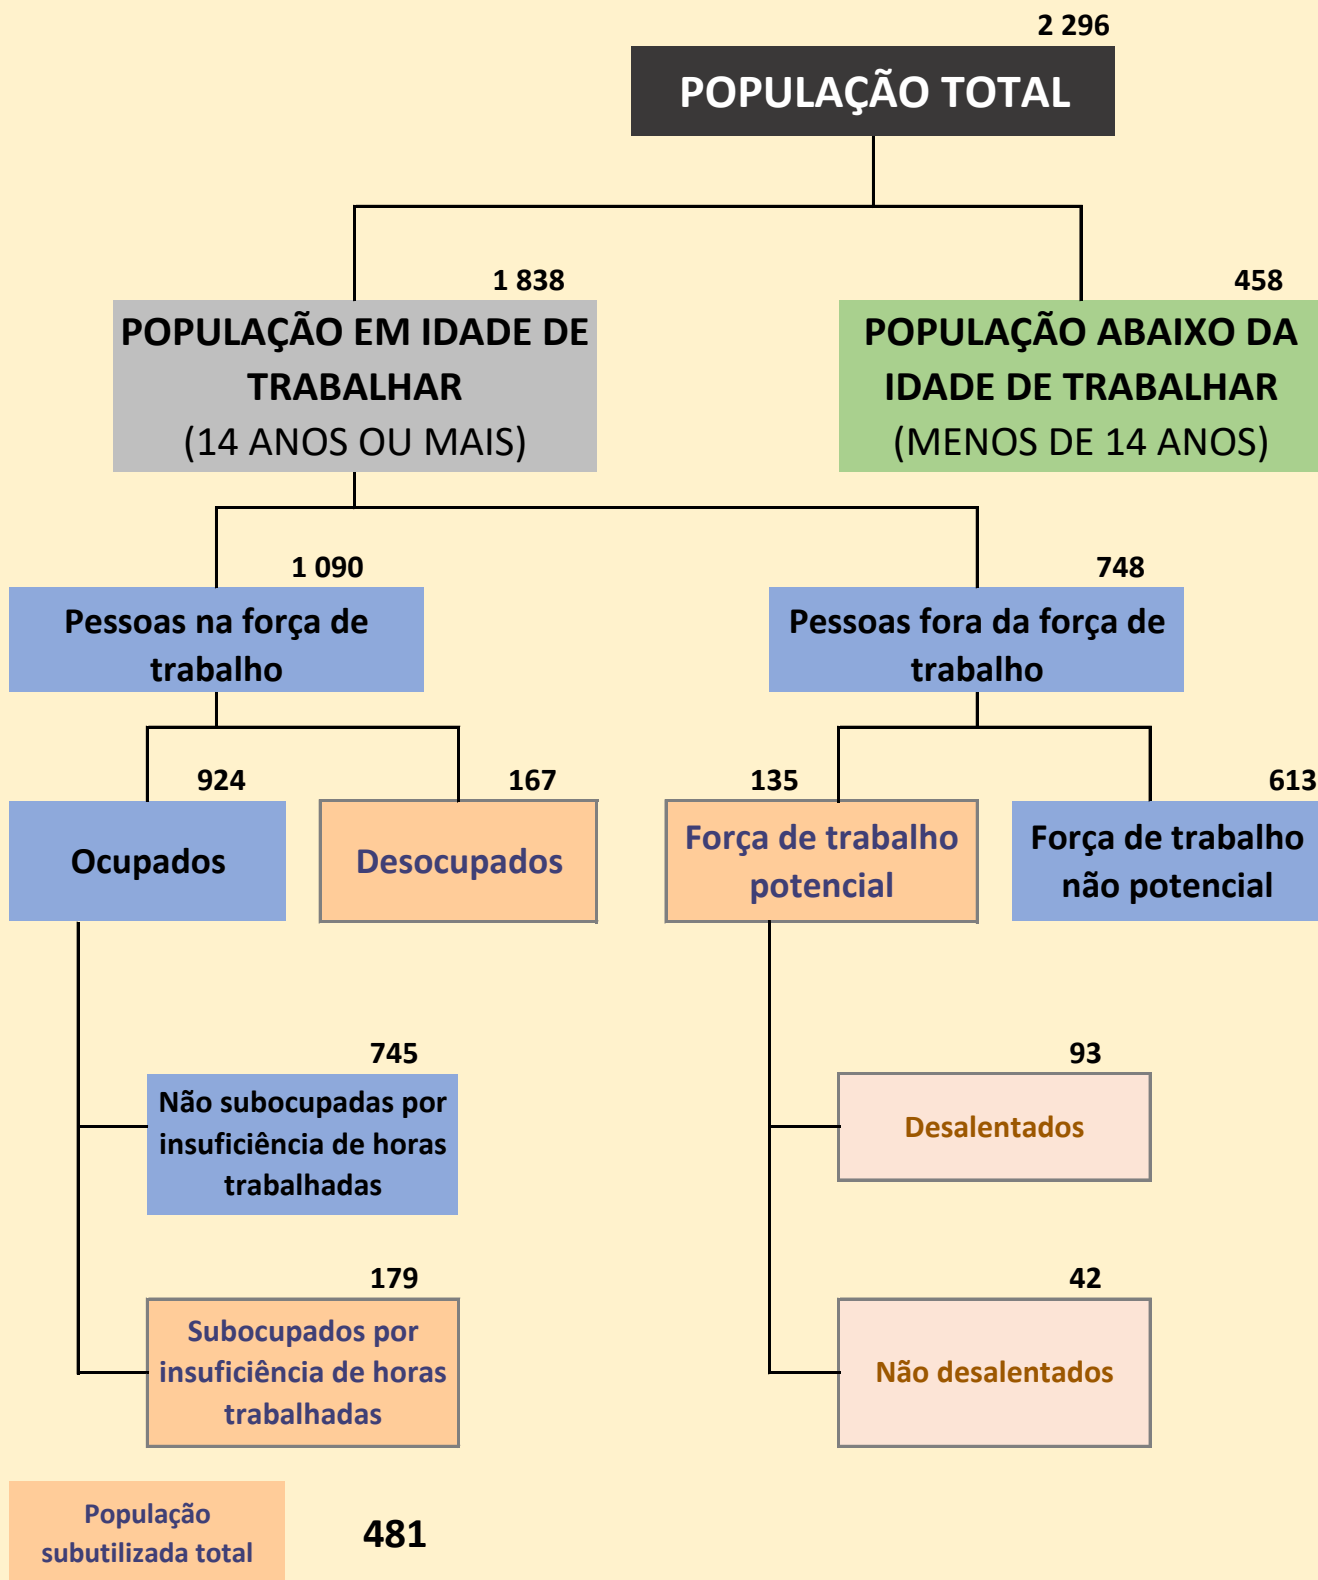 2 296
POPULAÇÃO TOTAL
1 838
POPULAÇÃO EM IDADE DE
TRABALHAR
(14 ANOS OU MAIS)
458
POPULAÇÃO ABAIXO DA
IDADE DE TRABALHAR
(MENOS DE 14 ANOS)
1 090
Pessoas na força de
trabalho
748
Pessoas fora da força de
trabalho
924
Ocupados
167
Desocupados
135
Força de trabalho
potencial
613
Força de trabalho
não potencial
745
Não subocupadas por
insuficiência de horas
trabalhadas
93
Desalentados
179
Subocupados por
insuficiência de horas
trabalhadas
42
Não desalentados
População
subutilizada total
481